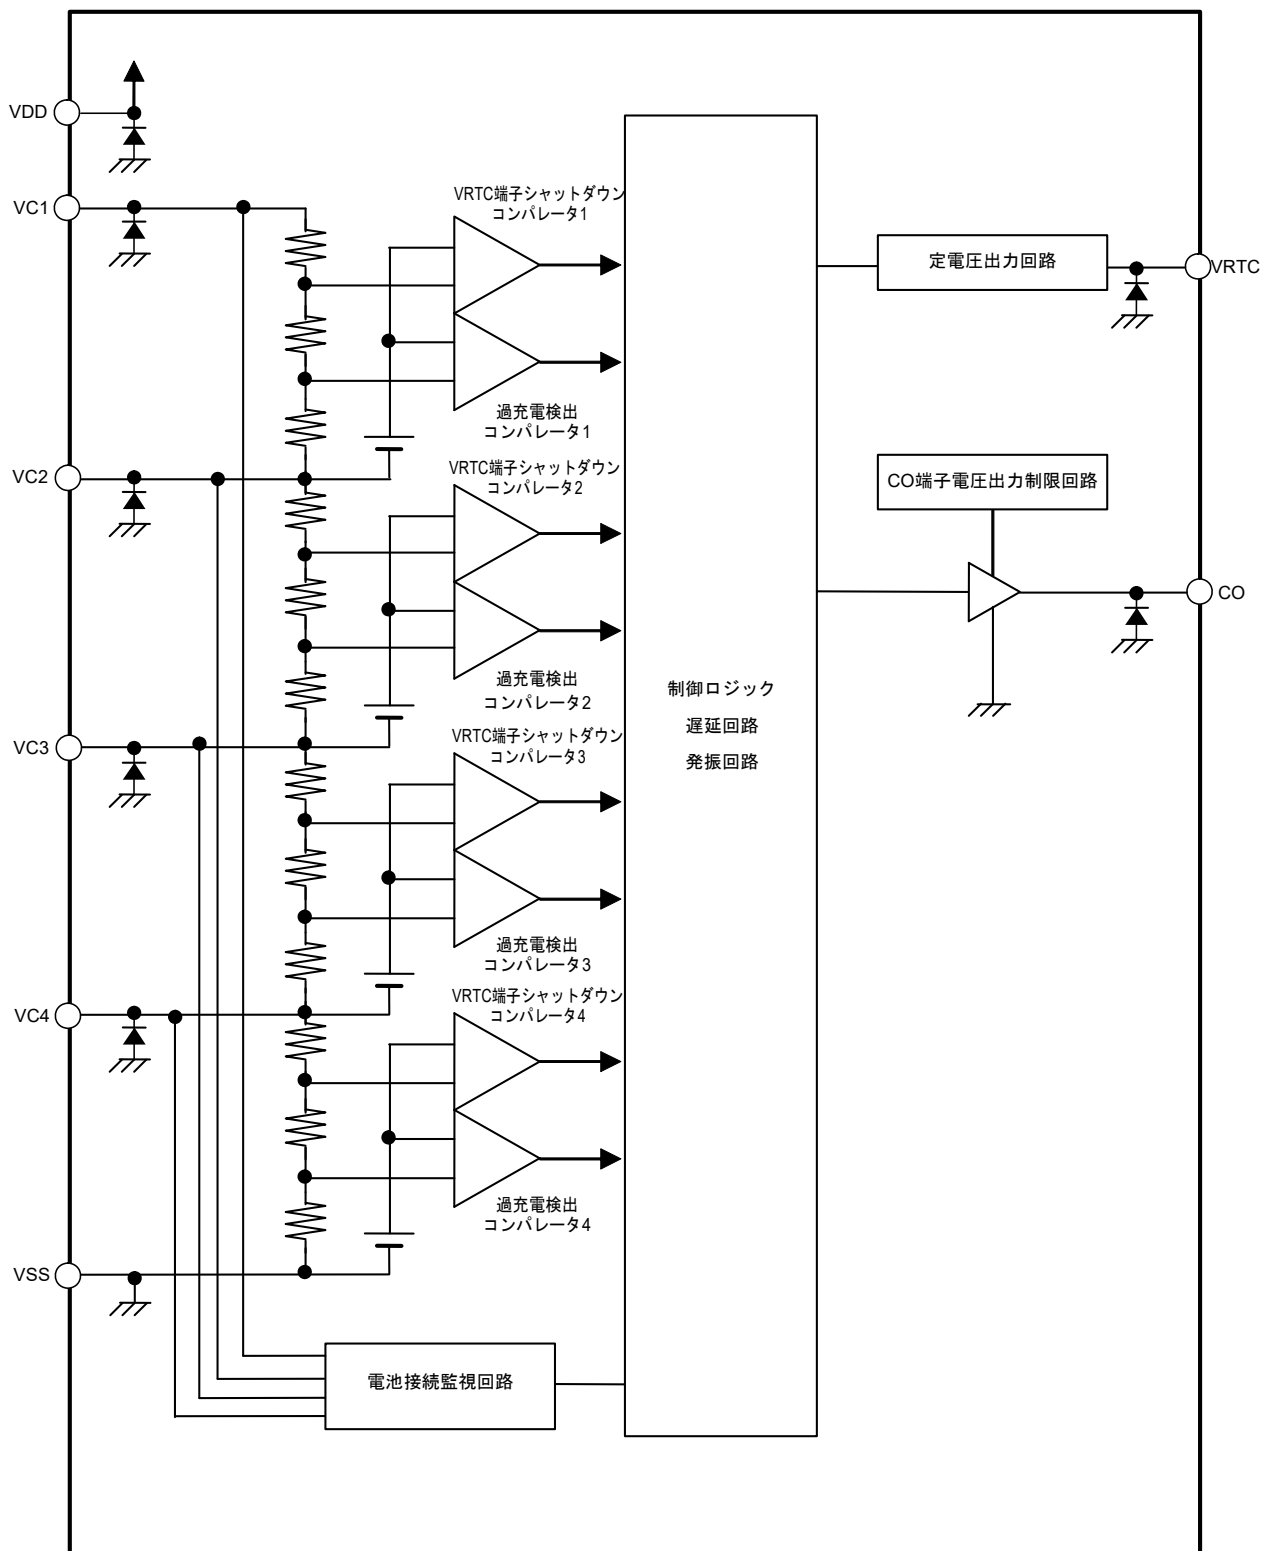 VDD
VC1
VRTC端子シャットダウン
コンパレータ1
定電圧出力回路
VRTC
過充電検出
コンパレータ1
VC2
VRTC端子シャットダウン
コンパレータ2
CO端子電圧出力制限回路
CO
過充電検出
コンパレータ2
制御ロジック
遅延回路
発振回路
VC3
VRTC端子シャットダウン
コンパレータ3
過充電検出
コンパレータ3
VC4
VRTC端子シャットダウン
コンパレータ4
過充電検出
コンパレータ4
VSS
電池接続監視回路